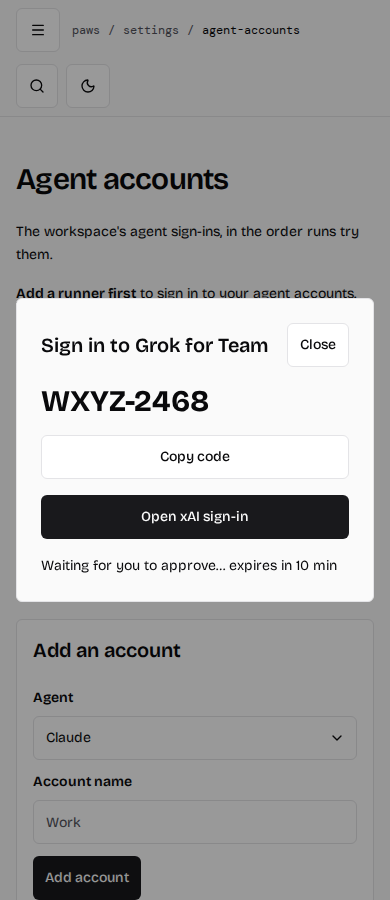 paws / settings / agent-accounts
Agent accounts
The workspace's agent sign-ins, in the order runs try
them.
Add a runner first to sign in to your agent accounts.
Sign in to Grok for Team
Close
WXYZ-2468
Copy code
Open xAI sign-in
Waiting for you to approve... expires in 10 min
Add an account
Agent
Claude
Account name
Work
Add account